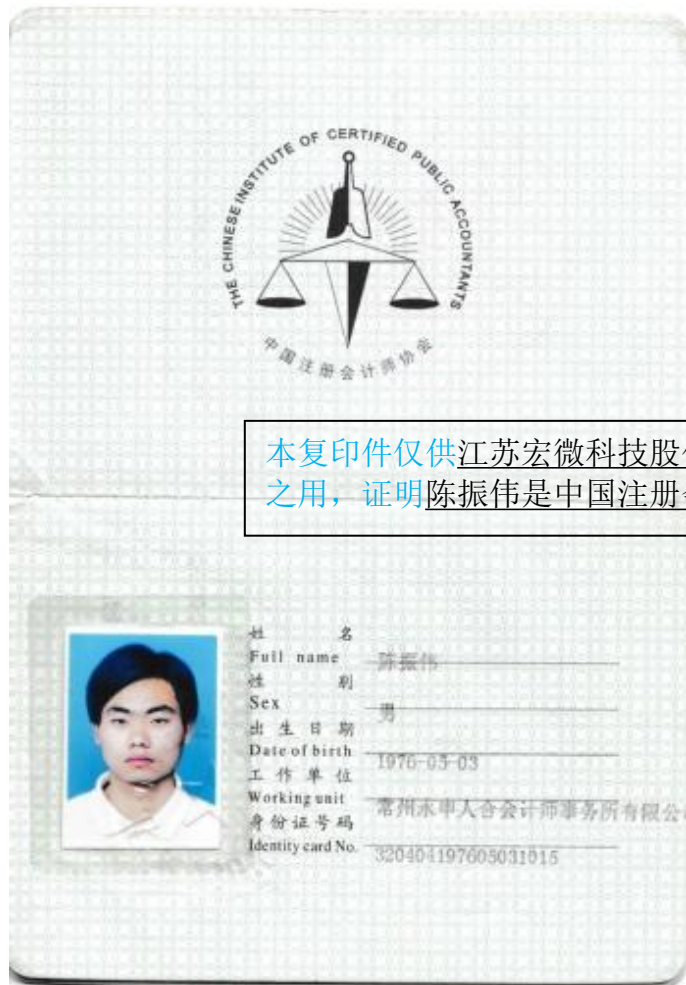 THE CHINESE INSTITUTE OF CERTIFIED PUBLIC ACCOUNTANTS
中国注册会计师协会
本复印件仅供江苏宏微科技股
之用，证明陈振伟是中国注册
姓 名
Full name
陈振伟
性 别
Sex
男
出 生 日 期
Date of birth
1976-05-03
工 作 单 位
Working unit
常州永申人合会计师事务所有限公
身份证号码
Identity card No.
320404197605031015